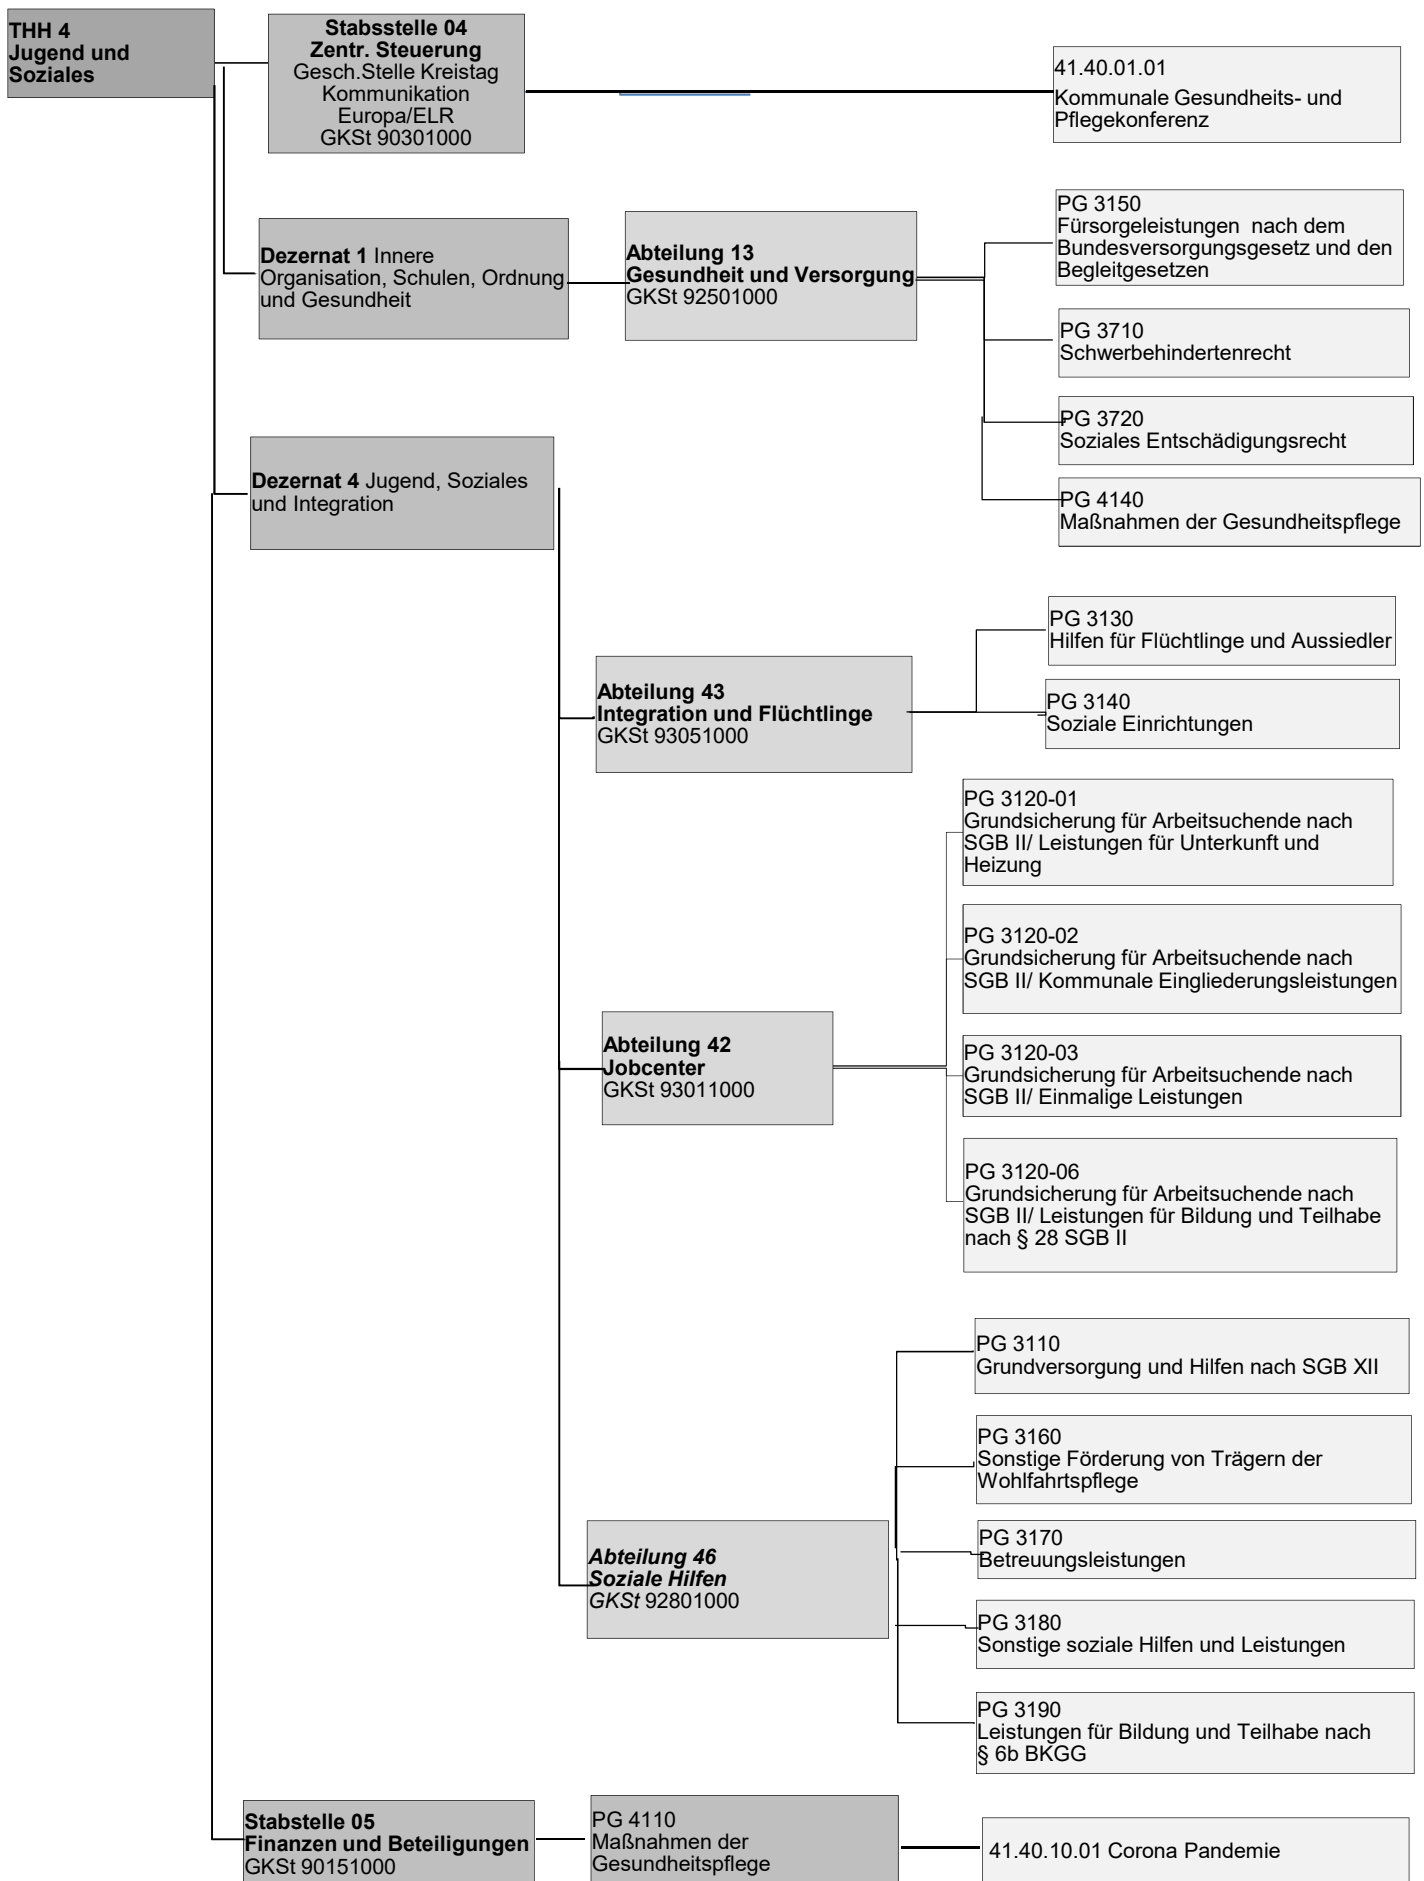 THH 4
Jugend und
Soziales
Stabsstelle 04
Zentr. Steuerung
Gesch.Stelle Kreistag
Kommunikation
Europa/ELR
GKSt 90301000
41.40.01.01
Kommunale Gesundheits- und
Pflegekonferenz
Dezernat 1 Innere
Organisation, Schulen, Ordnung
und Gesundheit
Abteilung 13
Gesundheit und Versorgung
GKSt 92501000
PG 3150
Fürsorgeleistungen  nach dem
Bundesversorgungsgesetz und den
Begleitgesetzen
PG 3710
Schwerbehindertenrecht
PG 3720
Soziales Entschädigungsrecht
PG 4140
Maßnahmen der Gesundheitspflege
Dezernat 4 Jugend, Soziales
und Integration
Abteilung 43
Integration und Flüchtlinge
GKSt 93051000
PG 3130
Hilfen für Flüchtlinge und Aussiedler
PG 3140
Soziale Einrichtungen
Abteilung 42
Jobcenter
GKSt 93011000
PG 3120-01
Grundsicherung für Arbeitsuchende nach
SGB II/ Leistungen für Unterkunft und
Heizung
PG 3120-02
Grundsicherung für Arbeitsuchende nach
SGB II/ Kommunale Eingliederungsleistungen
PG 3120-03
Grundsicherung für Arbeitsuchende nach
SGB II/ Einmalige Leistungen
PG 3120-06
Grundsicherung für Arbeitsuchende nach
SGB II/ Leistungen für Bildung und Teilhabe
nach § 28 SGB II
Abteilung 46
Soziale Hilfen
GKSt 92801000
PG 3110
Grundversorgung und Hilfen nach SGB XII
PG 3160
Sonstige Förderung von Trägern der
Wohlfahrtspflege
PG 3170
Betreuungsleistungen
PG 3180
Sonstige soziale Hilfen und Leistungen
PG 3190
Leistungen für Bildung und Teilhabe nach
§ 6b BKGG
Stabstelle 05
Finanzen und Beteiligungen
GKSt 90151000
PG 4110
Maßnahmen der
Gesundheitspflege
41.40.10.01 Corona Pandemie